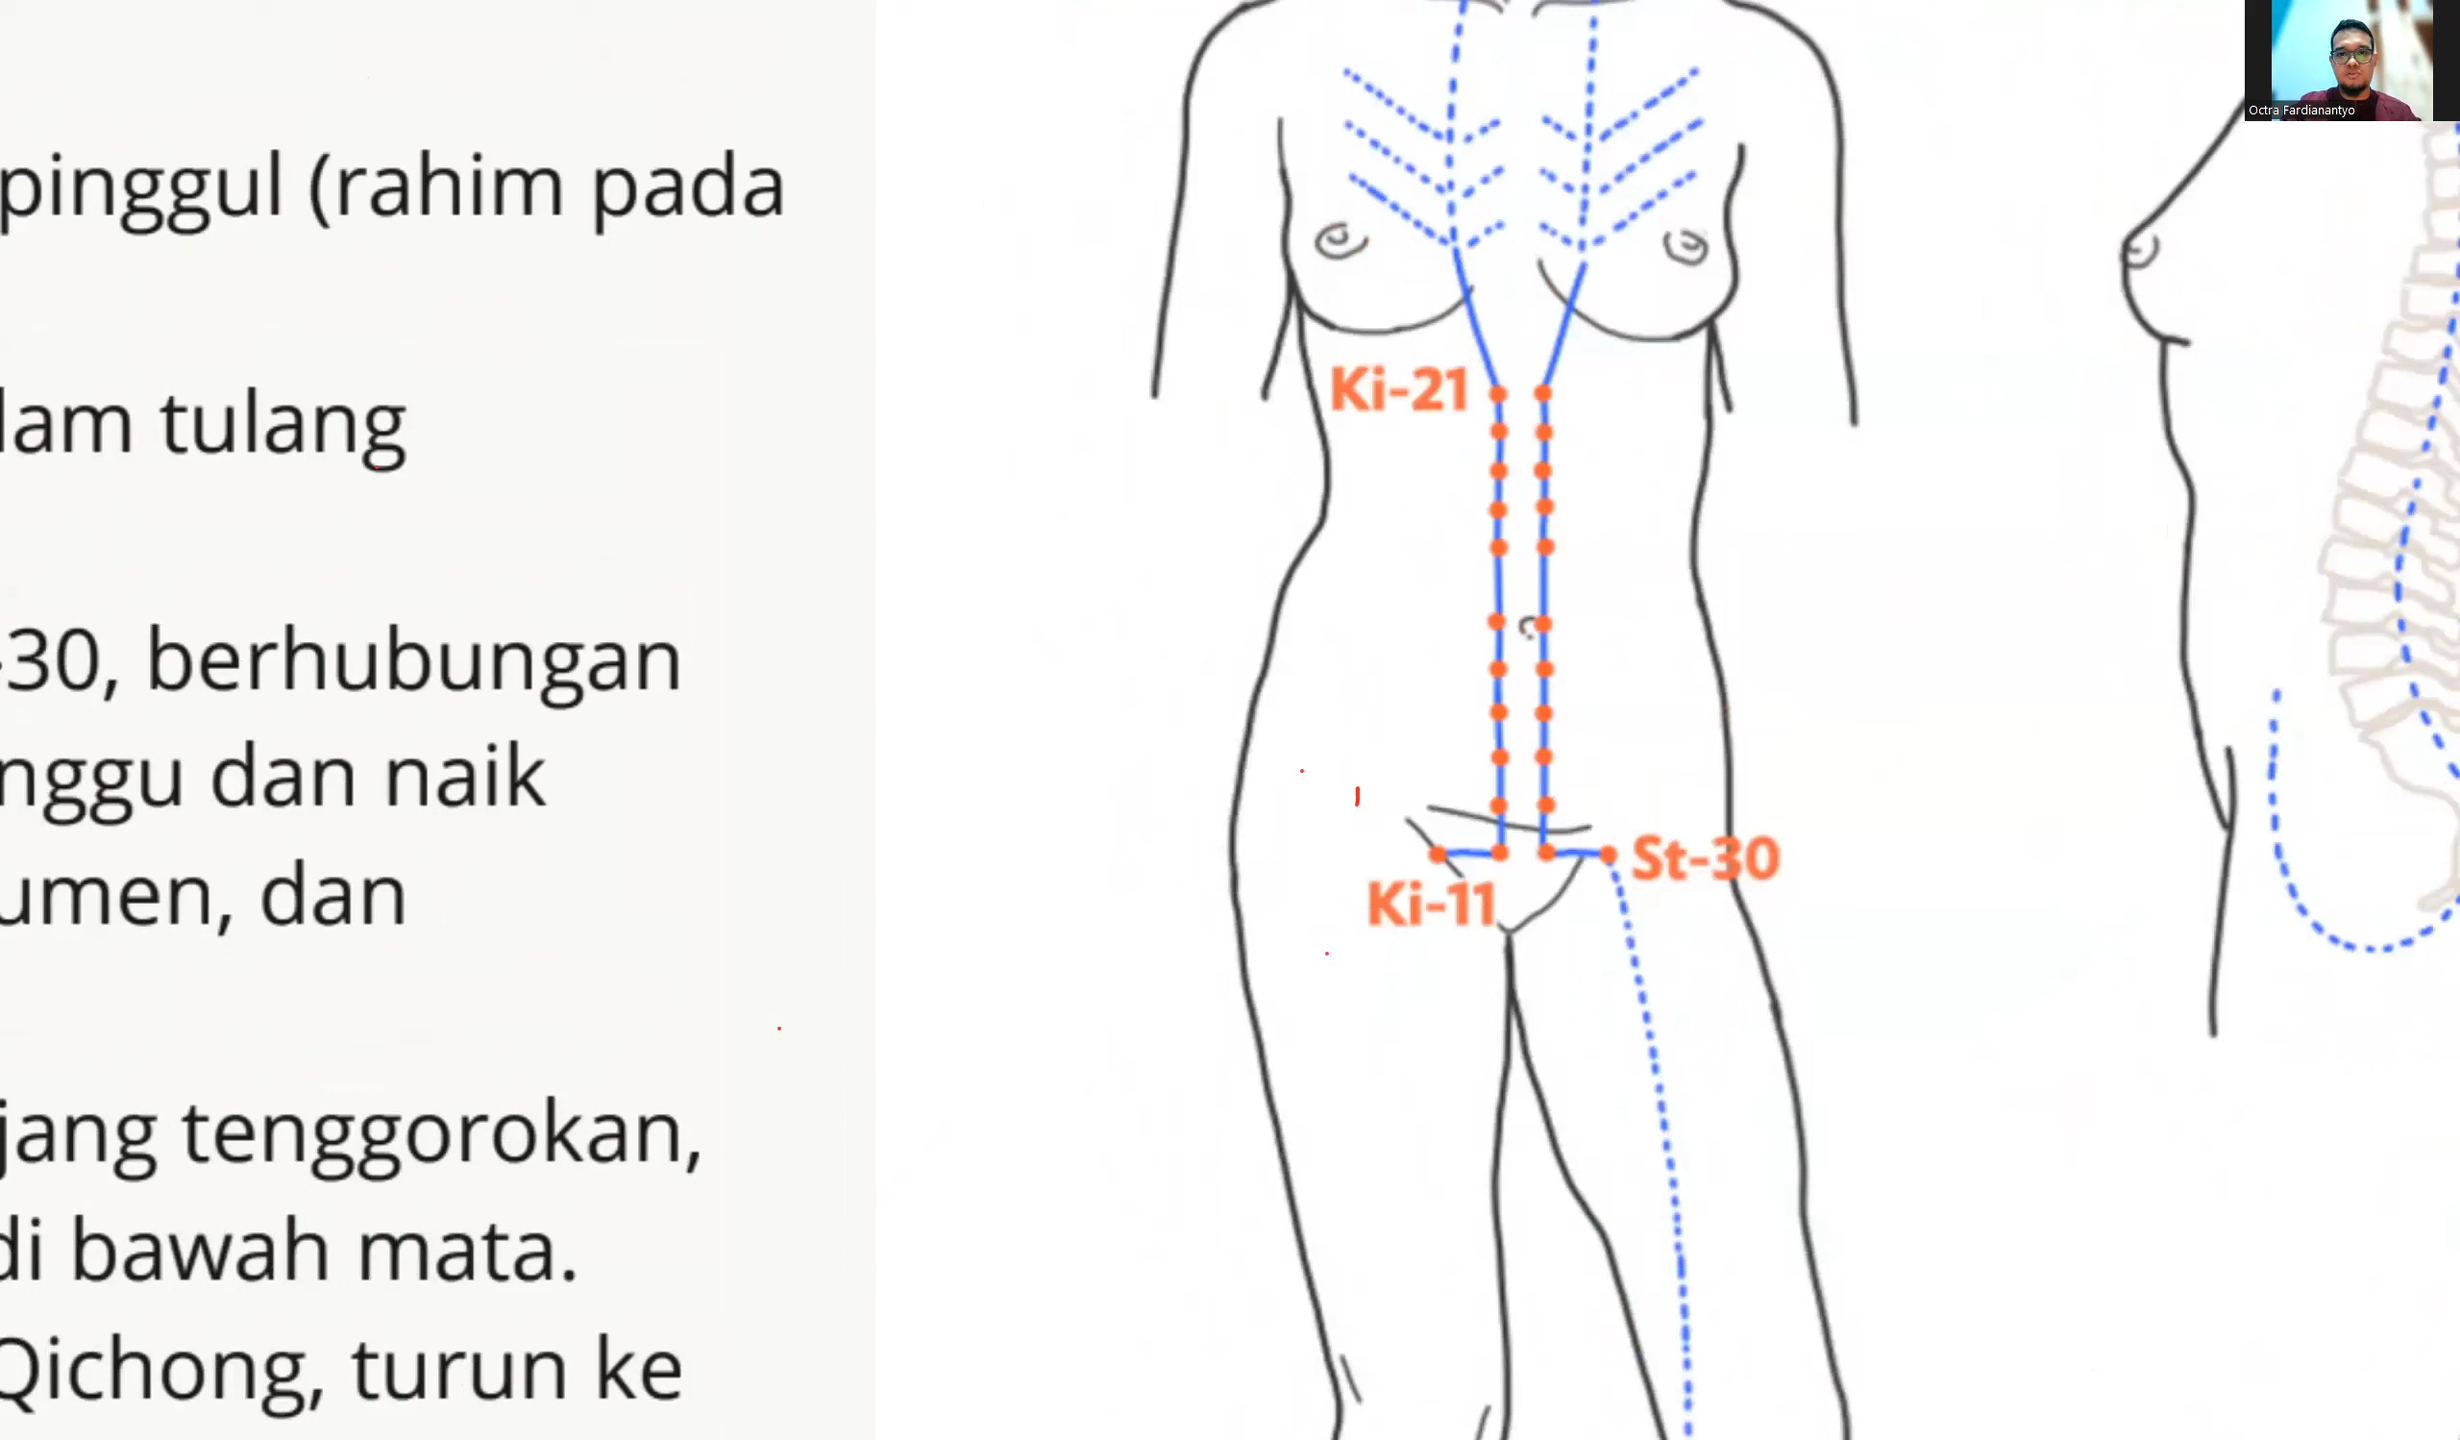 pinggul (rahim pada
lam tulang
-30, berhubungan
nggu dan naik
umen, dan
jang tenggorokan,
di bawah mata.
Qichong, turun ke
Ki-21
St-30
Ki-11
Octra Fardianantyo